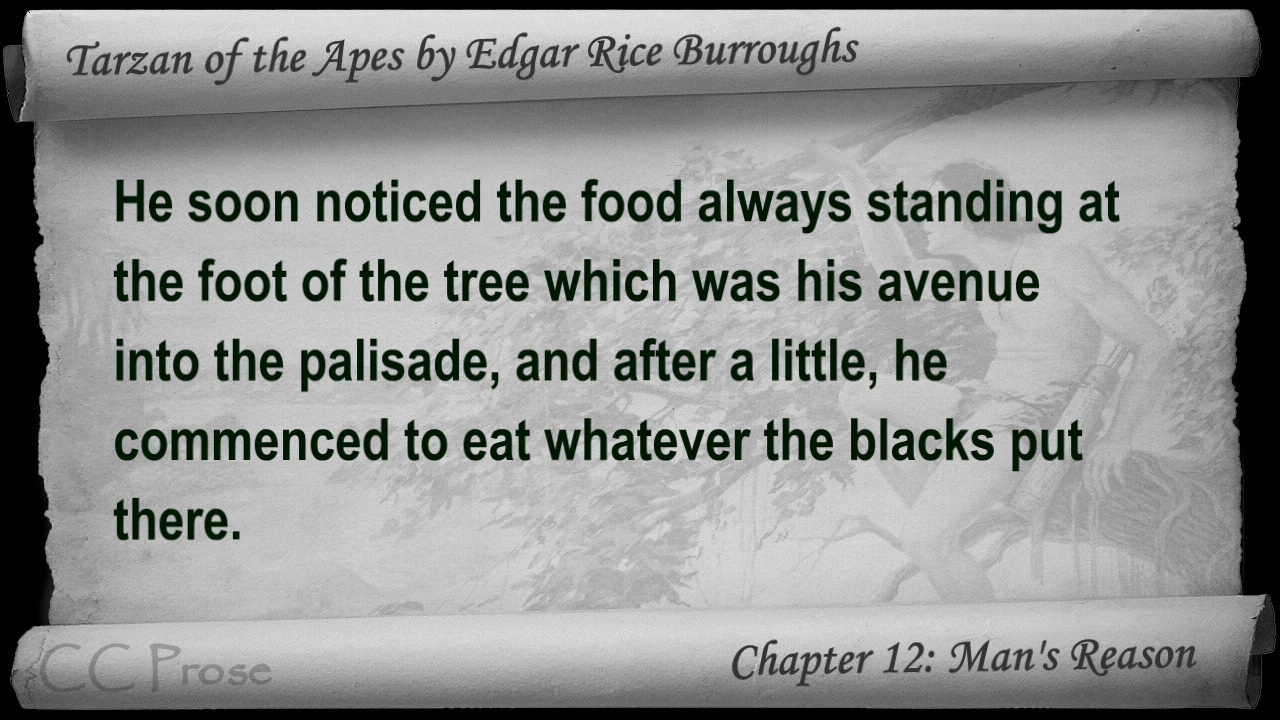 Tarzan of the Apes by Edgar Rice Burroughs
He soon noticed the food always standing at
the foot of the tree which was his avenue
into the palisade, and after a little, he
commenced to eat whatever the blacks put
there.
CC Prose
Chapter 12: Man's Reason